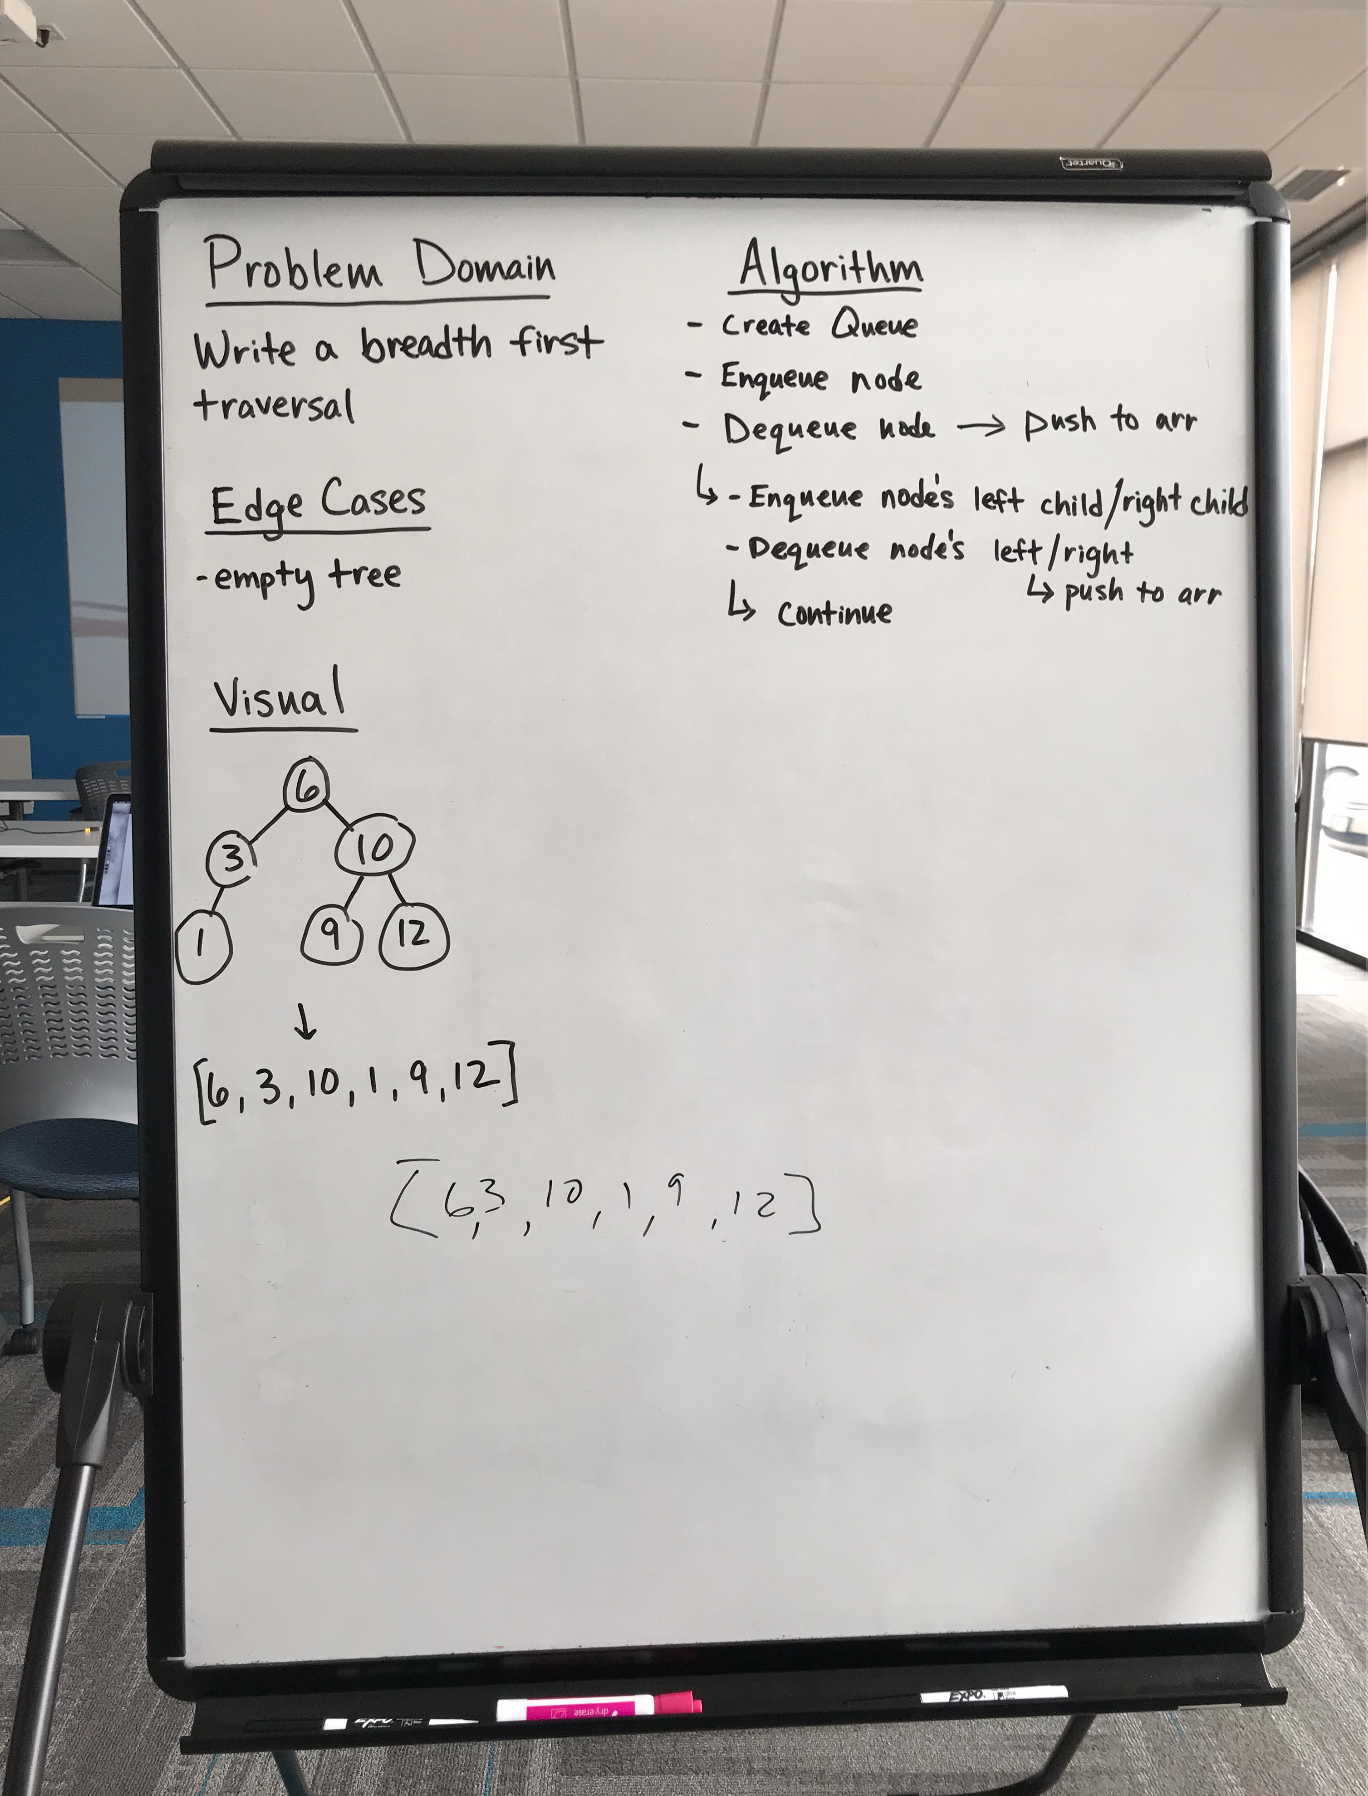 Quartet
Problem Domain
Write a breadth first
traversal
Edge Cases
-empty tree
Visual
6
3 10
1 9 12
↓
[6, 3, 10, 1, 9, 12]
[6,3, 10, 1, 9, 12]
Algorithm
- Create Queue
- Enqueue node
- Dequeue node → push to arr
↳ - Enqueue node's left child/right child
- Dequeue node's left/right
↳ push to arr
↳ Continue
EXPO
dry erase
EXPO